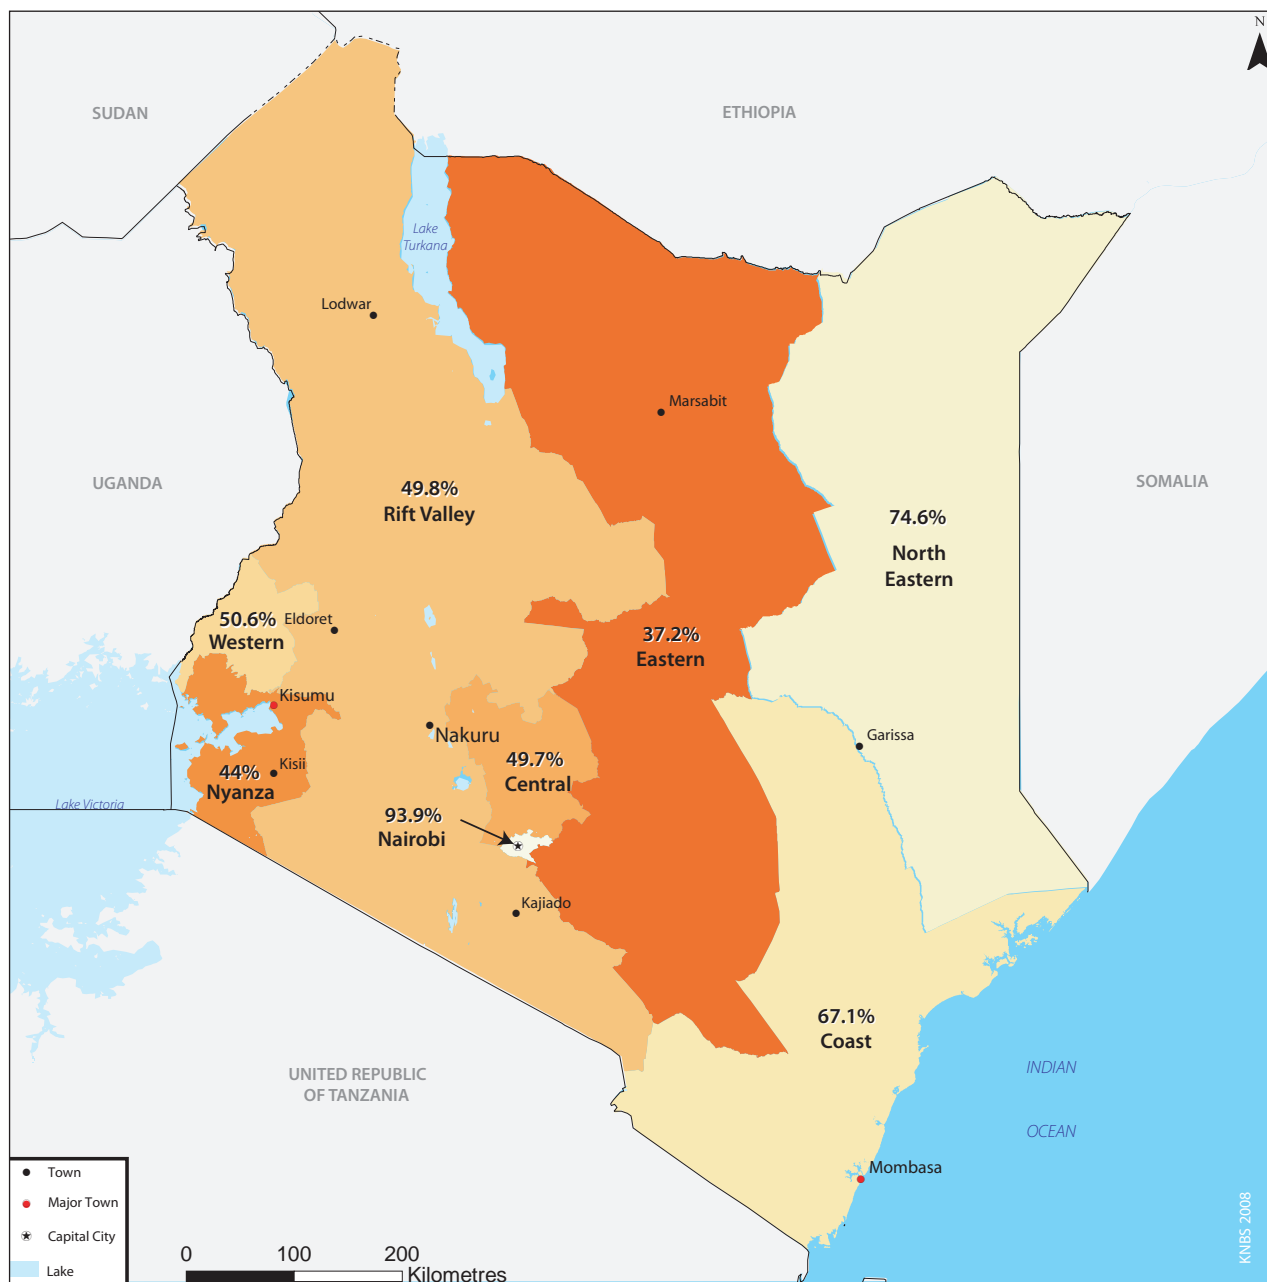 N
SUDAN
ETHIOPIA
Lake
Turkana
Lodwar
Marsabit
UGANDA
SOMALIA
49.8%
Rift Valley
74.6%
North
Eastern
50.6%
Western
Eldoret
37.2%
Eastern
Kisumu
Nakuru
Garissa
49.7%
Central
44%
Nyanza
Kisii
Lake Victoria
93.9%
Nairobi
Kajiado
67.1%
Coast
UNITED REPUBLIC
OF TANZANIA
INDIAN
OCEAN
Mombasa
Town
Major Town
Capital City
Lake
0 100 200
Kilometres
KNBS 2008